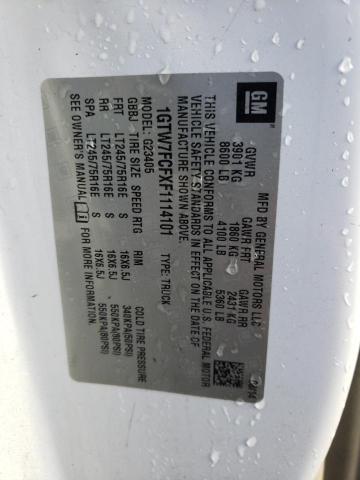 GM
MFD BY GENERAL MOTORS LLC
GVWR GAWR FRT GAWR RR
3901 KG 1860 KG 2431 KG
8600 LB 4100 LB 5360 LB
THIS VEHICLE CONFORMS TO ALL APPLICABLE U.S. FEDERAL MOTOR
VEHICLE SAFETY STANDARDS IN EFFECT ON THE DATE OF
MANUFACTURE SHOWN ABOVE.
1GTW7FCFXF1114101 TYPE: TRUCK
G23405
GBBJ TIRE SIZE SPEED RTG RIM COLD TIRE PRESSURE
FRT LT245/75R16E S 16X6.5J 340KPA(50PSI)
RR LT245/75R16E S 16X6.5J 550KPA(80PSI)
SPA LT245/75R16E S 16X6.5J 550KPA(80PSI)
SEE OWNER'S MANUAL